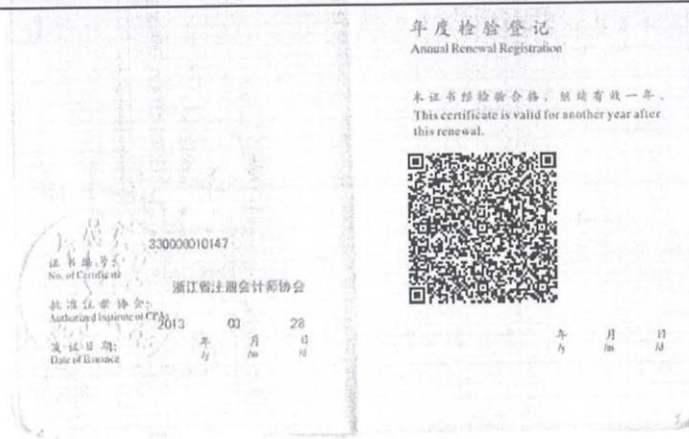 证书编号:
330000010147
No. of Certificate
批准注册协会:
浙江省注册会计师协会
Authorized Institute of CPAs
发证日期:
2013 年 03 月 28 日
Date of Issuance
/y /m /d
年度检验登记
Annual Renewal Registration
本证书经检验合格，继续有效一年。
This certificate is valid for another year after
this renewal.
年 月 日
/y /m /d